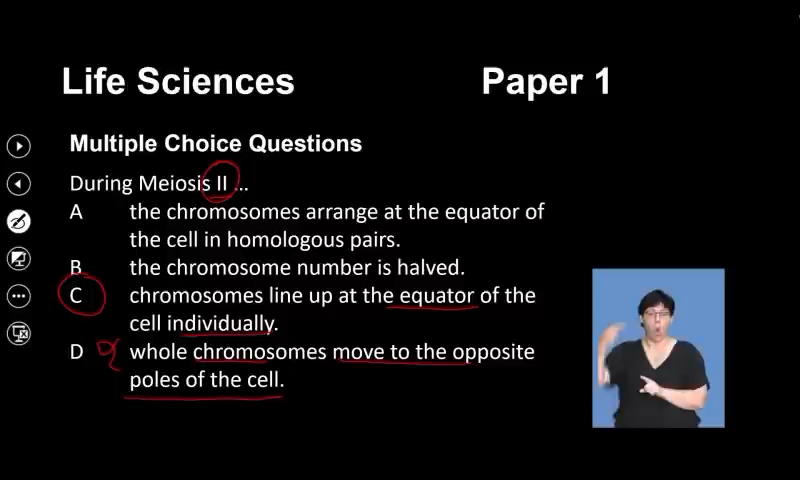 Life Sciences Paper 1
Multiple Choice Questions
During Meiosis II ...
A the chromosomes arrange at the equator of
the cell in homologous pairs.
B the chromosome number is halved.
C chromosomes line up at the equator of the
cell individually.
D whole chromosomes move to the opposite
poles of the cell.